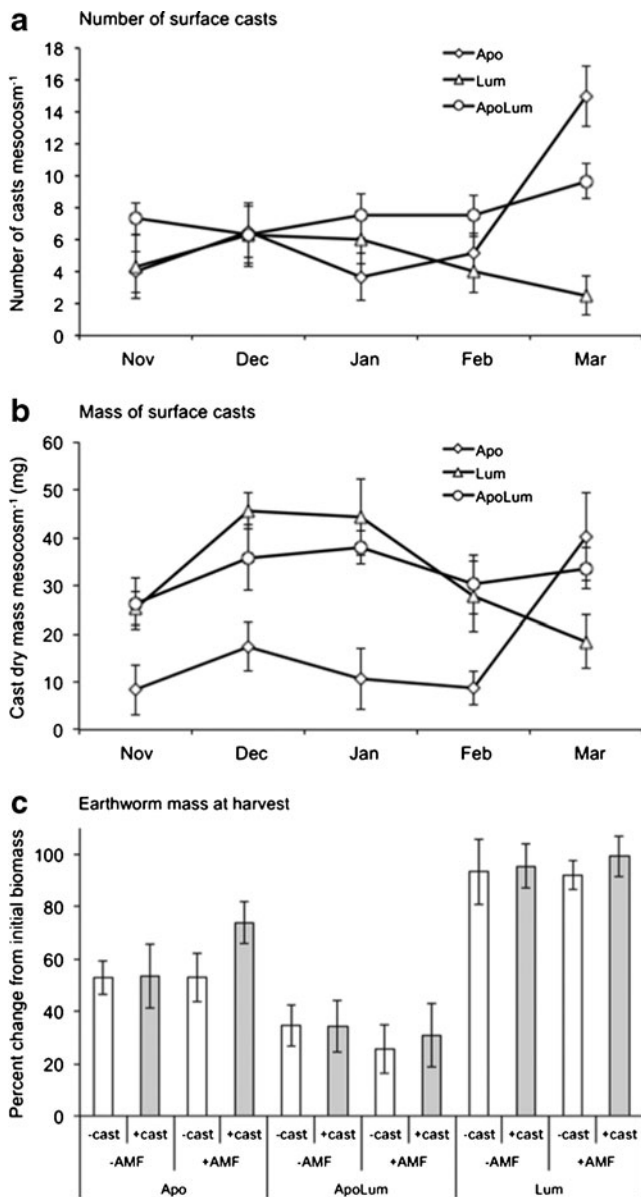 a Number of surface casts
Apo
Lum
ApoLum
Number of casts mesocosm-1
18
16
14
12
10
8
6
4
2
0
Nov Dec Jan Feb Mar
b Mass of surface casts
Apo
Lum
ApoLum
Cast dry mass mesocosm-1 (mg)
60
50
40
30
20
10
0
Nov Dec Jan Feb Mar
c Earthworm mass at harvest
Percent change from initial biomass
100
80
60
40
20
0
-cast +cast -cast +cast -cast +cast -cast +cast -cast +cast -cast +cast
-AMF +AMF -AMF +AMF -AMF +AMF
Apo ApoLum Lum